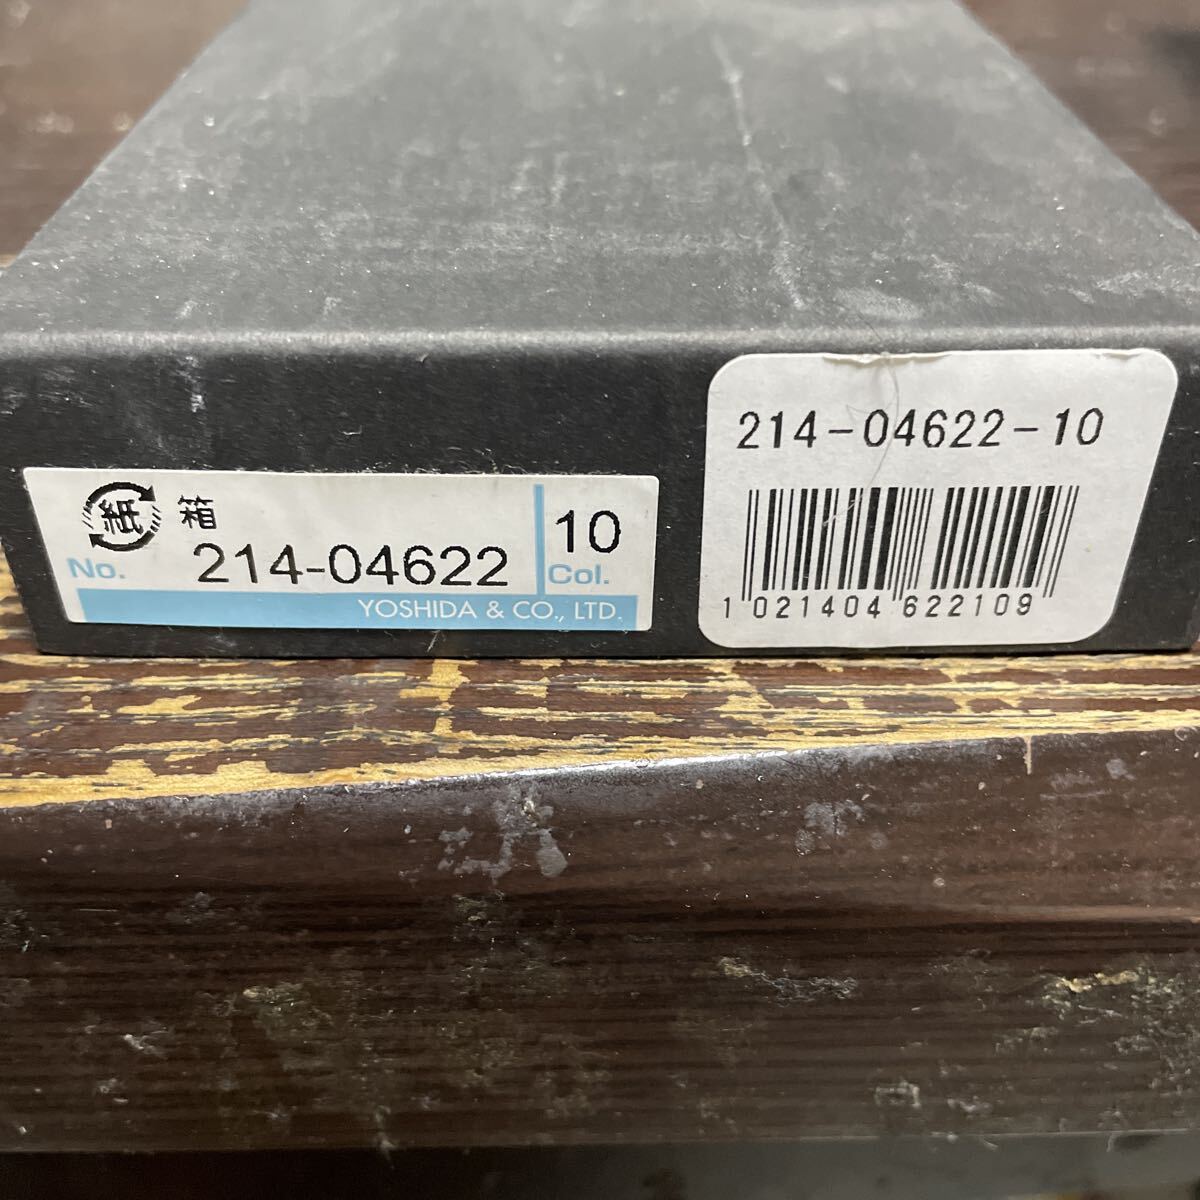 紙 箱
No. 214-04622
10
Col.
YOSHIDA & CO., LTD.
214-04622-10
1 021404 622109